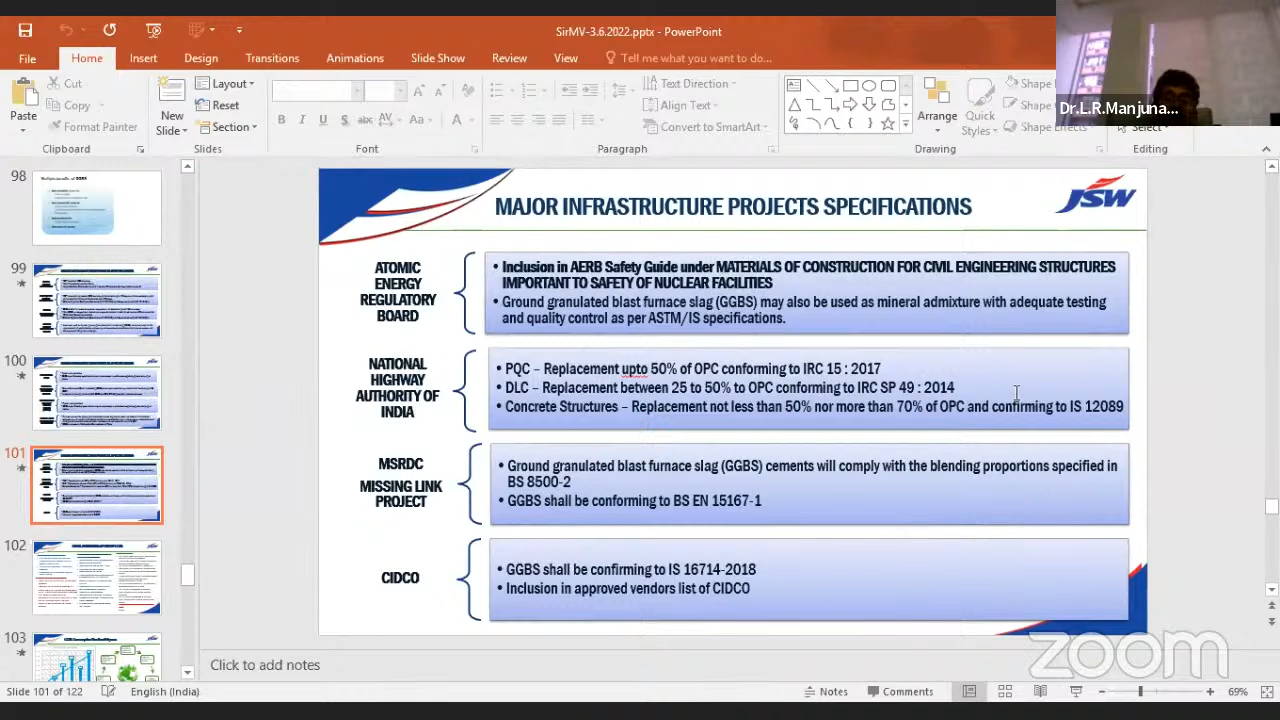 SirMV-3.6.2022.pptx - PowerPoint
File
Home
Insert
Design
Transitions
Animations
Slide Show
Review
View
Tell me what you want to do...
Dr.L.R.Manjuna...
Paste
Cut
Copy
Format Painter
Clipboard
New
Slide
Layout
Reset
Section
Slides
Font
Text Direction
Align Text
Convert to SmartArt
Paragraph
Arrange
Quick
Styles
Shape
Shape
Shape Effects
Drawing
Select
Editing
98
99
100
101
102
103
MAJOR INFRASTRUCTURE PROJECTS SPECIFICATIONS
JSW
ATOMIC
ENERGY
REGULATORY
BOARD
• Inclusion in AERB Safety Guide under MATERIALS OF CONSTRUCTION FOR CIVIL ENGINEERING STRUCTURES
IMPORTANT TO SAFETY OF NUCLEAR FACILITIES
• Ground granulated blast furnace slag (GGBS) may also be used as mineral admixture with adequate testing
and quality control as per ASTM/IS specifications.
NATIONAL
HIGHWAY
AUTHORITY OF
INDIA
• PQC – Replacement upto 50% of OPC conforming to IRC 15 : 2017
• DLC – Replacement between 25 to 50% to OPC conforming to IRC SP 49 : 2014
• Concrete Structures – Replacement not less than 50% and more than 70% of OPC and confirming to IS 12089
MSRDC
MISSING LINK
PROJECT
• Ground granulated blast furnace slag (GGBS) cement to comply with the blending proportions specified in
BS 8500-2
• GGBS shall be conforming to BS EN 15167-1
CIDCO
• GGBS shall be confirming to IS 16714-2018
• Inclusion in approved vendors list of CIDCO
zoom
Click to add notes
Slide 101 of 122
English (India)
Notes
Comments
69%